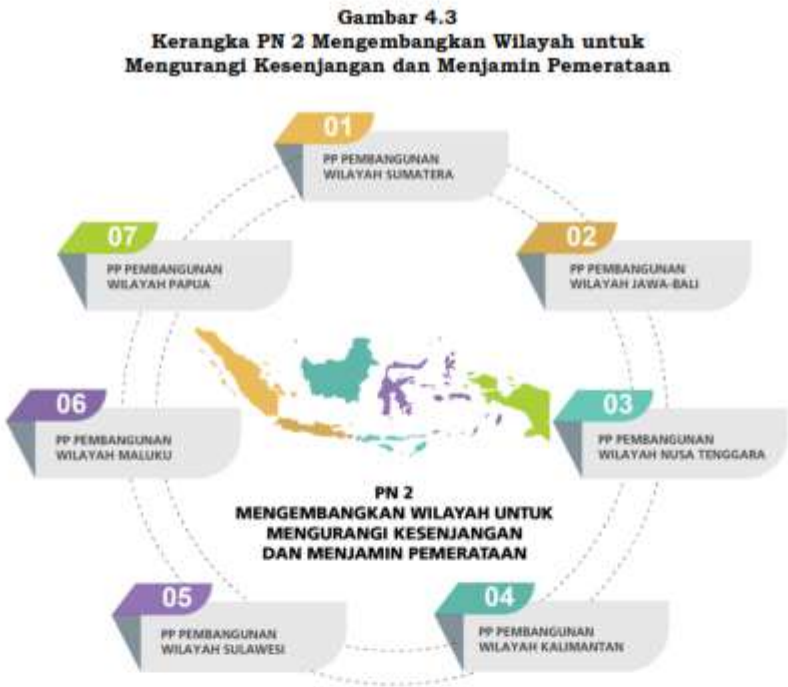 Gambar 4.3
Kerangka PN 2 Mengembangkan Wilayah untuk
Mengurangi Kesenjangan dan Menjamin Pemerataan
01
PP PEMBANGUNAN
WILAYAH SUMATERA
02
PP PEMBANGUNAN
WILAYAH JAWA-BALI
03
PP PEMBANGUNAN
WILAYAH NUSA TENGGARA
04
PP PEMBANGUNAN
WILAYAH KALIMANTAN
05
PP PEMBANGUNAN
WILAYAH SULAWESI
06
PP PEMBANGUNAN
WILAYAH MALUKU
07
PP PEMBANGUNAN
WILAYAH PAPUA
PN 2
MENGEMBANGKAN WILAYAH UNTUK
MENGURANGI KESENJANGAN
DAN MENJAMIN PEMERATAAN